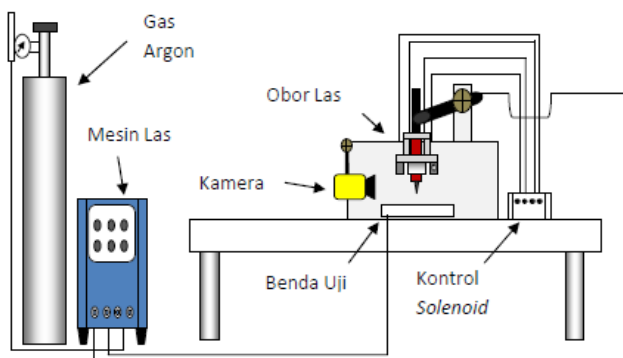 Gas
Argon
Mesin Las
Obor Las
Kamera
Benda Uji
Kontrol
Solenoid